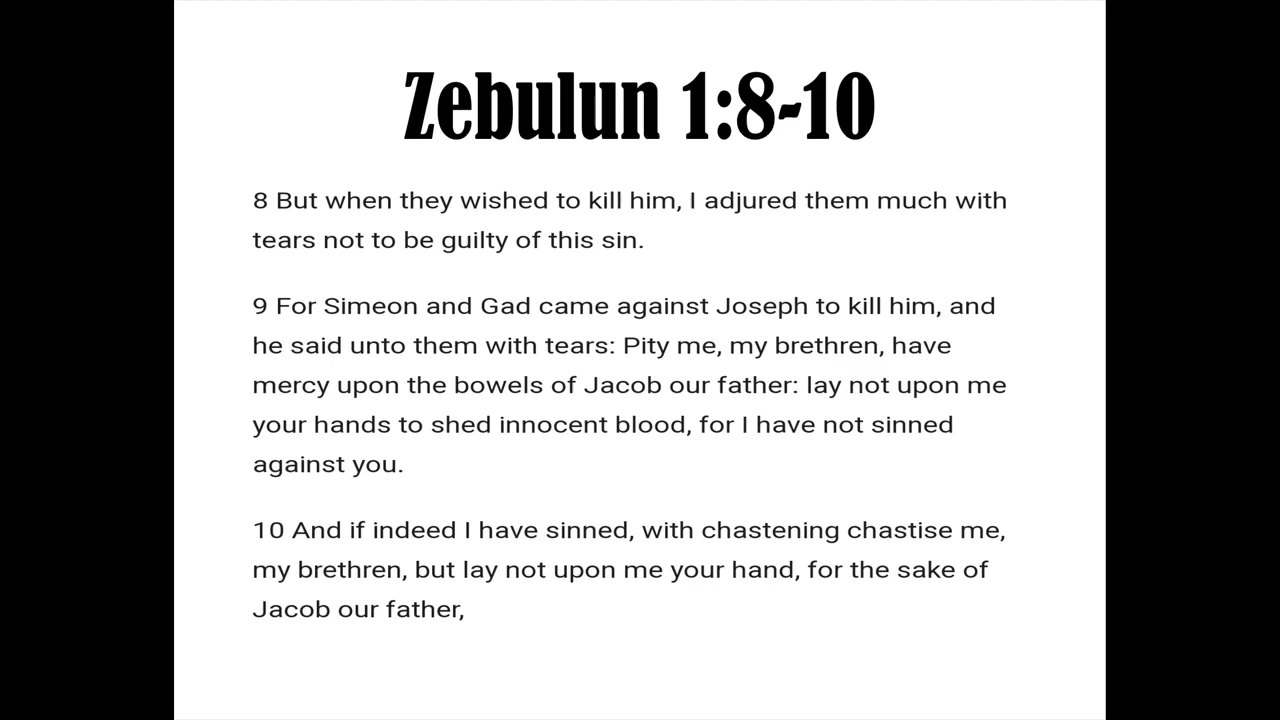 Zebulun 1:8-10
8 But when they wished to kill him, I adjured them much with
tears not to be guilty of this sin.
9 For Simeon and Gad came against Joseph to kill him, and
he said unto them with tears: Pity me, my brethren, have
mercy upon the bowels of Jacob our father: lay not upon me
your hands to shed innocent blood, for I have not sinned
against you.
10 And if indeed I have sinned, with chastening chastise me,
my brethren, but lay not upon me your hand, for the sake of
Jacob our father,